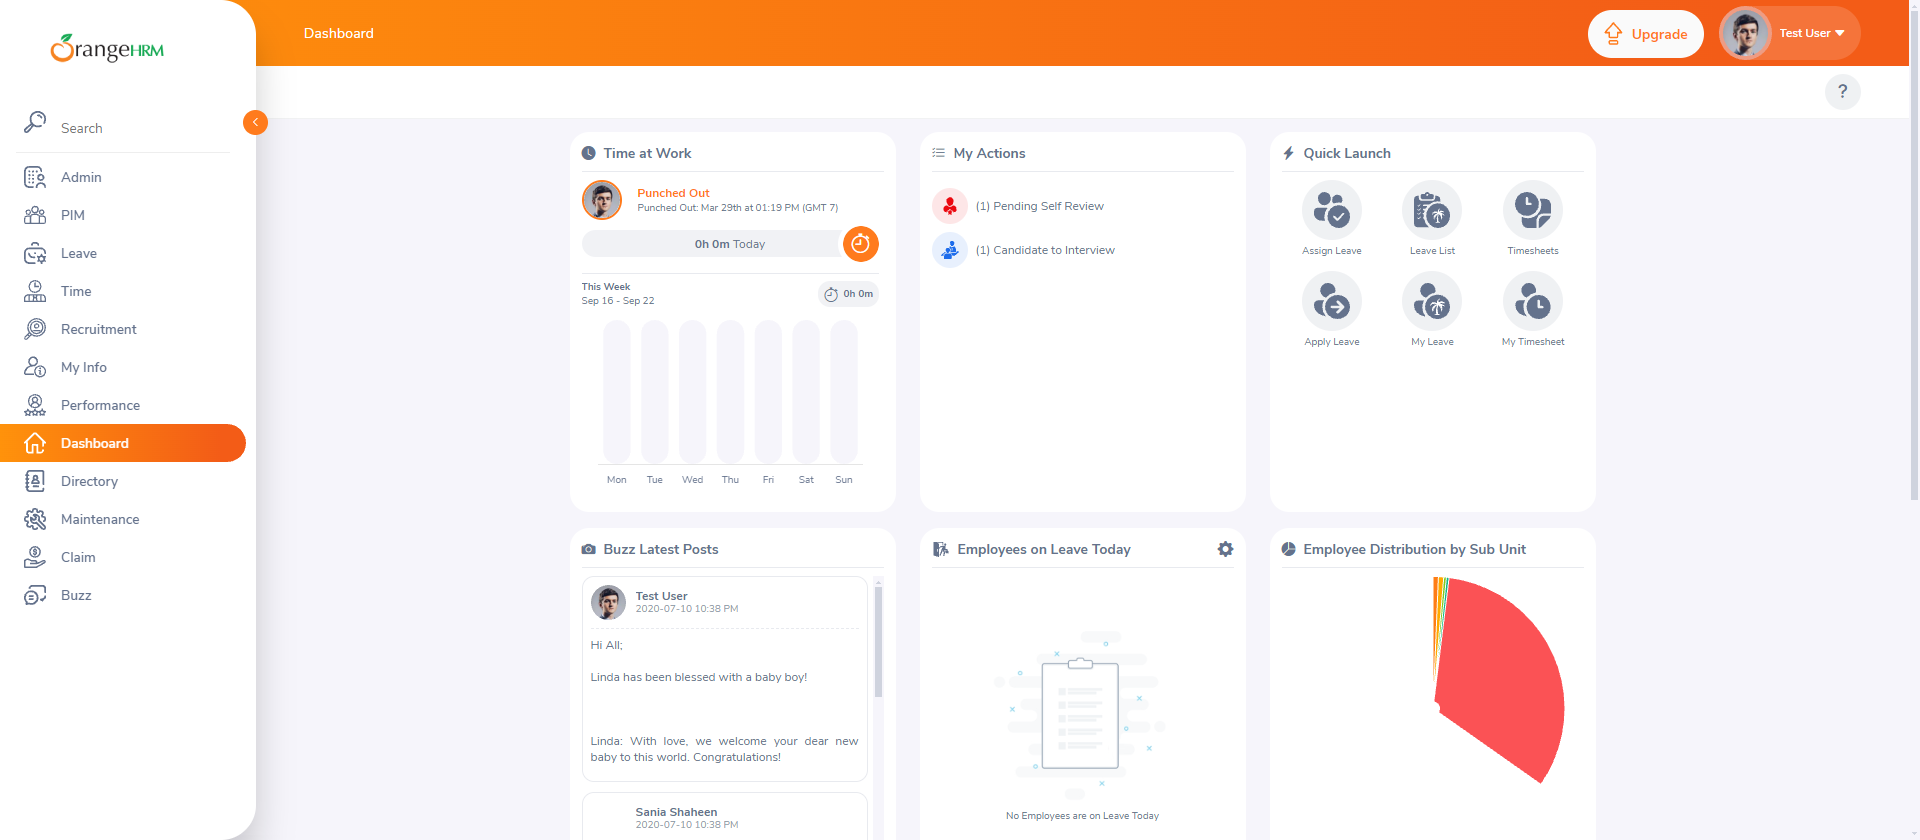 OrangeHRM
Dashboard
Upgrade
Test User
?
Search
Admin
PIM
Leave
Time
Recruitment
My Info
Performance
Dashboard
Directory
Maintenance
Claim
Buzz
Time at Work
Punched Out
Punched Out: Mar 29th at 01:19 PM (GMT 7)
0h 0m Today
This Week
Sep 16 - Sep 22
0h 0m
Mon Tue Wed Thu Fri Sat Sun
My Actions
(1) Pending Self Review
(1) Candidate to Interview
Quick Launch
Assign Leave
Leave List
Timesheets
Apply Leave
My Leave
My Timesheet
Buzz Latest Posts
Test User
2020-07-10 10:38 PM
Hi All;
Linda has been blessed with a baby boy!
Linda: With love, we welcome your dear new
baby to this world. Congratulations!
Sania Shaheen
2020-07-10 10:38 PM
Employees on Leave Today
No Employees are on Leave Today
Employee Distribution by Sub Unit